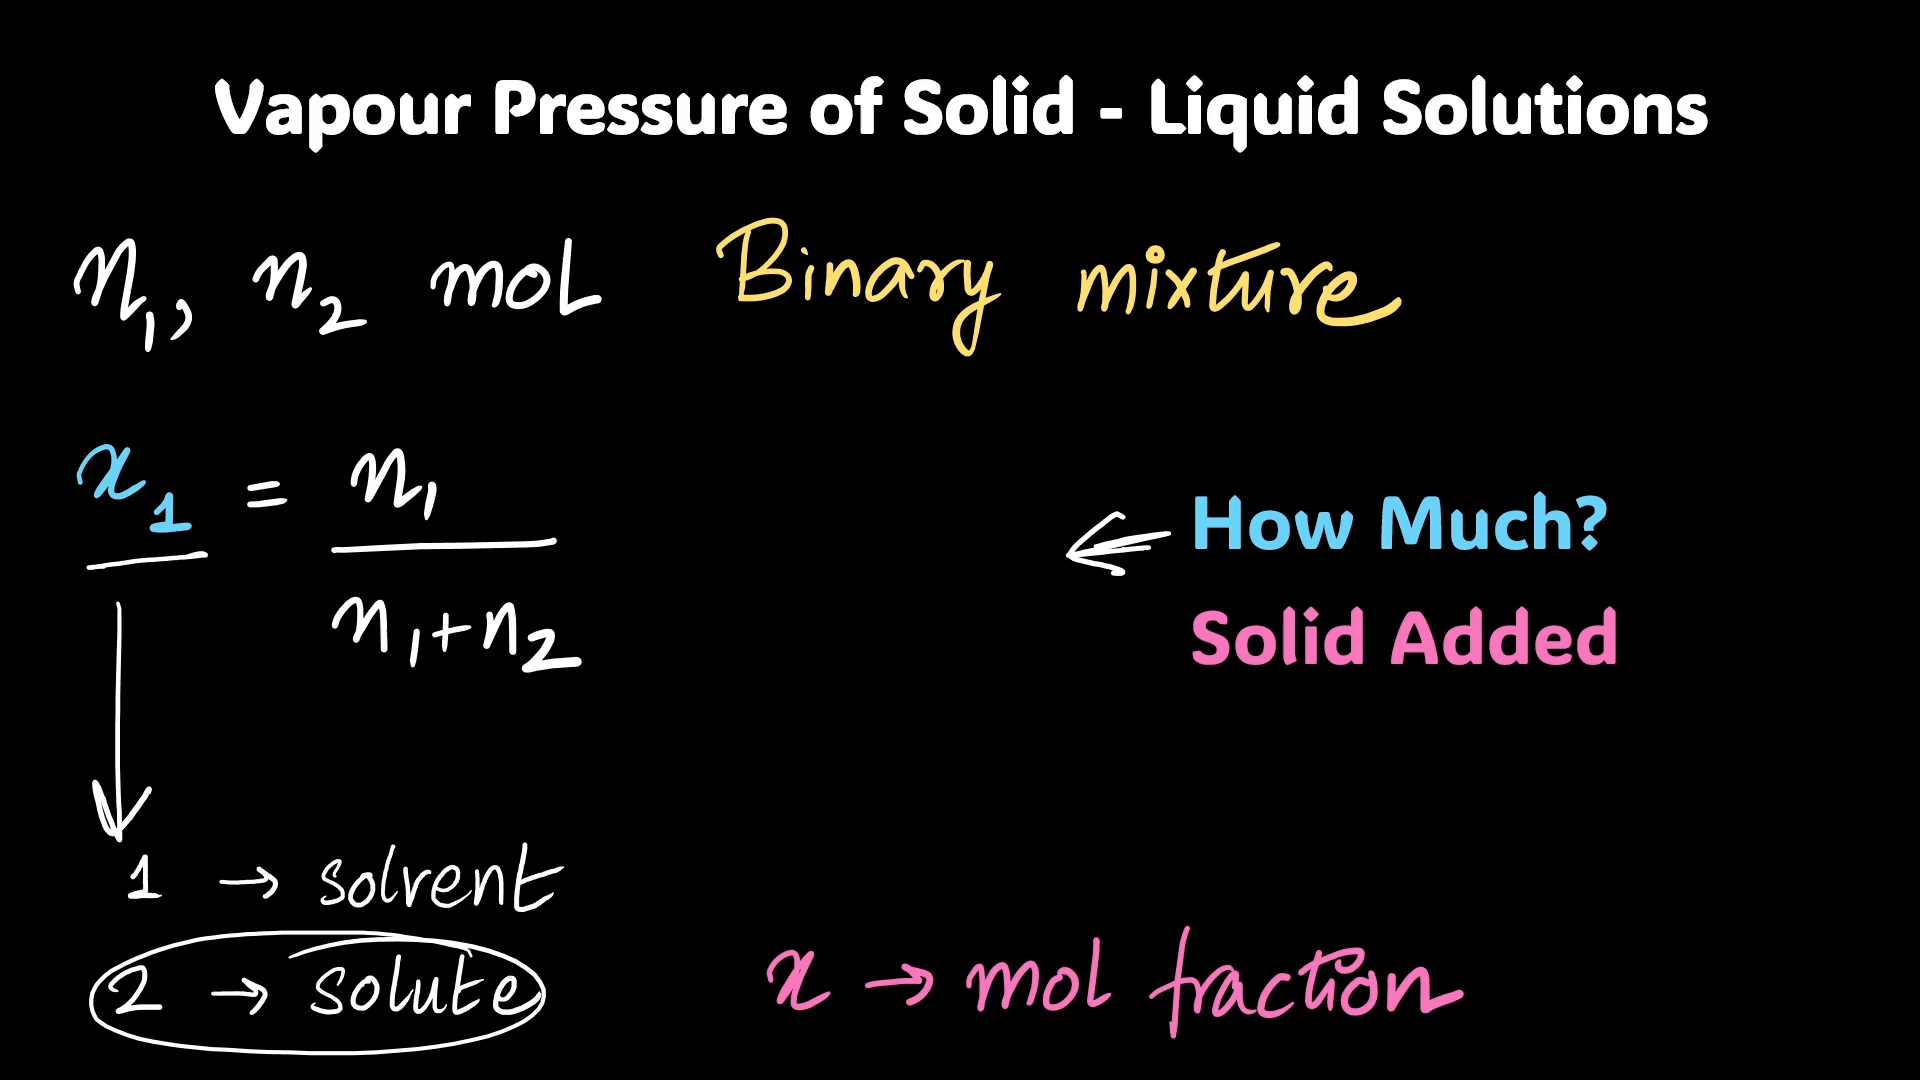 Vapour Pressure of Solid - Liquid Solutions
n₁, n₂ mol Binary mixture
x₁ = n₁
n₁+n₂
← How Much?
Solid Added
1 → solvent
2 → solute
x → mol fraction